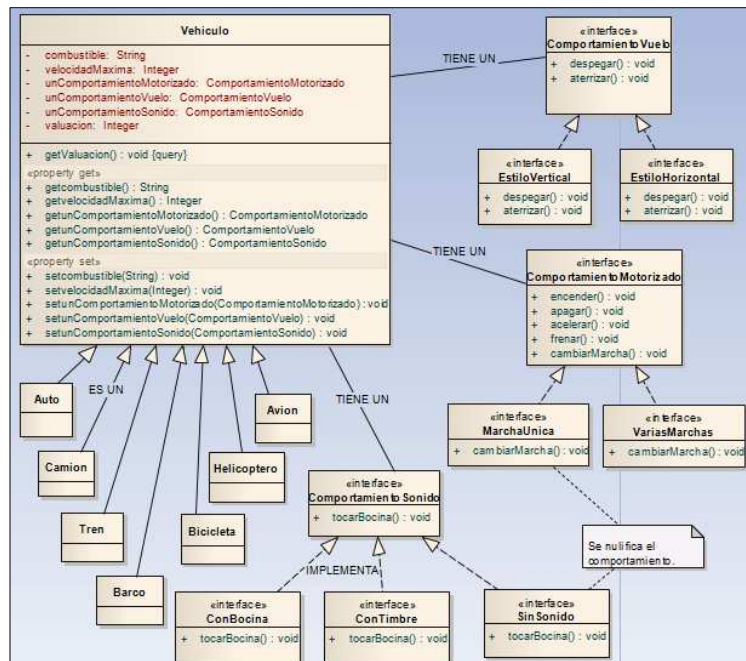 Vehiculo
- combustible: String
- velocidadMaxima: Integer
- unComportamientoMotorizado: ComportamientoMotorizado
- unComportamientoVuelo: ComportamientoVuelo
- unComportamientoSonido: ComportamientoSonido
- valuacion: Integer
+ getValuacion() : void {query}
«property get»
+ getcombustible() : String
+ getvelocidadMaxima() : Integer
+ getunComportamientoMotorizado() : ComportamientoMotorizado
+ getunComportamientoVuelo() : ComportamientoVuelo
+ getunComportamientoSonido() : ComportamientoSonido
«property set»
+ setcombustible(String) : void
+ setvelocidadMaxima(Integer) : void
+ setunComportamientoMotorizado(ComportamientoMotorizado) : void
+ setunComportamientoVuelo(ComportamientoVuelo) : void
+ setunComportamientoSonido(ComportamientoSonido) : void
TIENE UN
«interface»
ComportamientoVuelo
+ despegar() : void
+ aterrizar() : void
«interface»
EstiloVertical
+ despegar() : void
+ aterrizar() : void
«interface»
EstiloHorizontal
+ despegar() : void
+ aterrizar() : void
TIENE UN
«interface»
ComportamientoMotorizado
+ encender() : void
+ apagar() : void
+ acelerar() : void
+ frenar() : void
+ cambiarMarcha() : void
«interface»
MarchaUnica
+ cambiarMarcha() : void
«interface»
VariasMarchas
+ cambiarMarcha() : void
Auto
ES UN
Camion
Tren
Barco
Bicicleta
Helicoptero
Avion
TIENE UN
«interface»
ComportamientoSonido
+ tocarBocina() : void
Se nulifica el
comportamiento.
IMPLEMENTA
«interface»
ConBocina
+ tocarBocina() : void
«interface»
ConTimbre
+ tocarBocina() : void
«interface»
SinSonido
+ tocarBocina() : void